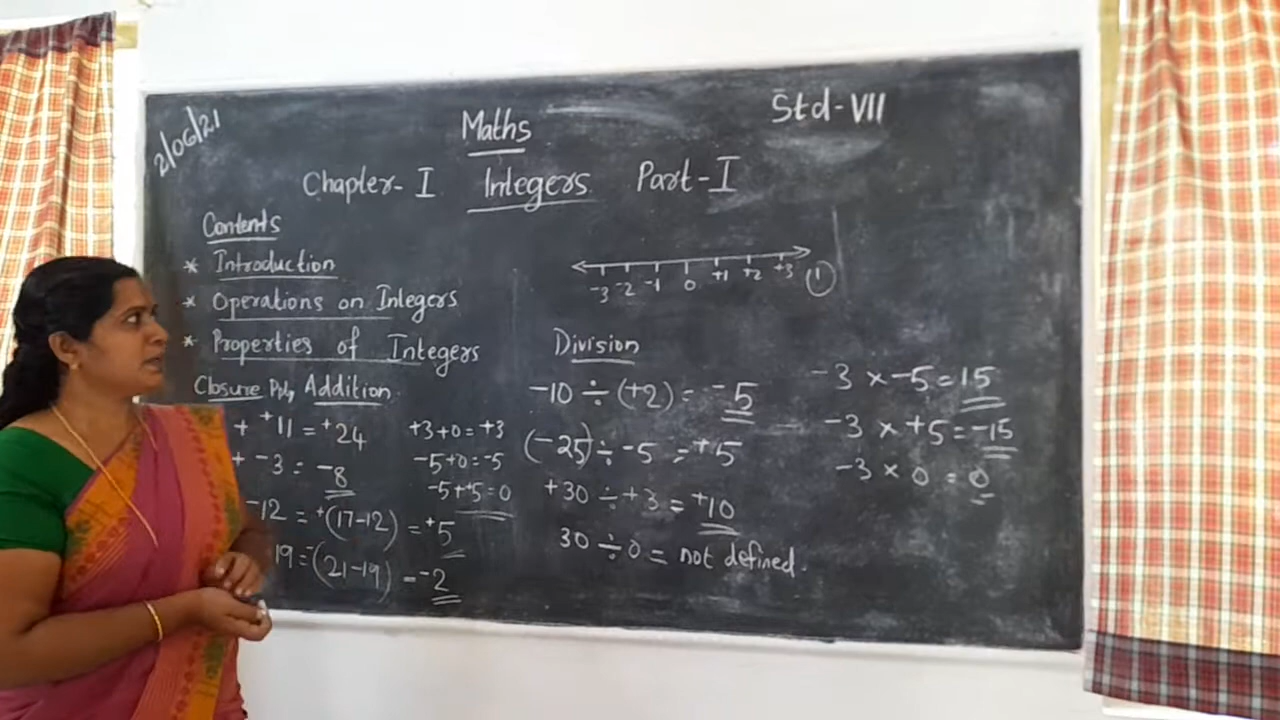 2/06/21
Maths
Std-VII
Chapter-I Integers Part-I
Contents
* Introduction
* Operations on Integers
* Properties of Integers
Closure Addition
+ +11 = +24
+ -3 = -8
-12 = +(17-12) = +5
19 = -(21-19) = -2
+3+0=+3
-5+0=-5
-5++5=0
-3 -2 -1 0 +1 +2 +3
1
Division
-10 ÷ (+2) = -5
(-25) ÷ -5 = +5
+30 ÷ +3 = +10
30 ÷ 0 = not defined.
-3 × -5 = 15
-3 × +5 = -15
-3 × 0 = 0